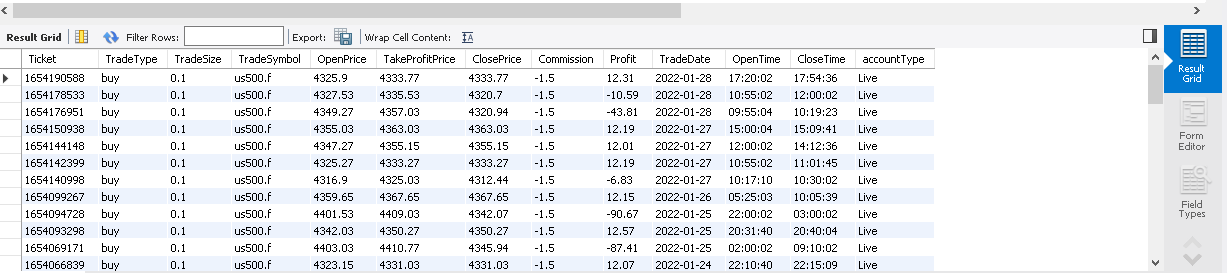 Result Grid Filter Rows: Export: Wrap Cell Content:
Ticket TradeType TradeSize TradeSymbol OpenPrice TakeProfitPrice ClosePrice Commission Profit TradeDate OpenTime CloseTime accountType
1654190588 buy 0.1 us500.f 4325.9 4333.77 4333.77 -1.5 12.31 2022-01-28 17:20:02 17:54:36 Live
1654178533 buy 0.1 us500.f 4327.53 4335.53 4320.7 -1.5 -10.59 2022-01-28 10:55:02 12:00:02 Live
1654176951 buy 0.1 us500.f 4349.27 4357.03 4320.94 -1.5 -43.81 2022-01-28 09:55:04 10:19:23 Live
1654150938 buy 0.1 us500.f 4355.03 4363.03 4363.03 -1.5 12.19 2022-01-27 15:00:04 15:09:41 Live
1654144148 buy 0.1 us500.f 4347.27 4355.15 4355.15 -1.5 12.01 2022-01-27 12:00:02 14:12:36 Live
1654142399 buy 0.1 us500.f 4325.27 4333.27 4333.27 -1.5 12.19 2022-01-27 10:55:02 11:01:45 Live
1654140998 buy 0.1 us500.f 4316.9 4325.03 4312.44 -1.5 -6.83 2022-01-27 10:17:10 10:30:02 Live
1654099267 buy 0.1 us500.f 4359.65 4367.65 4367.65 -1.5 12.15 2022-01-26 05:25:03 10:05:39 Live
1654094728 buy 0.1 us500.f 4401.53 4409.03 4342.07 -1.5 -90.67 2022-01-25 22:00:02 03:00:02 Live
1654093298 buy 0.1 us500.f 4342.03 4350.27 4350.27 -1.5 12.57 2022-01-25 20:31:40 20:40:04 Live
1654069171 buy 0.1 us500.f 4403.03 4410.77 4345.94 -1.5 -87.41 2022-01-25 02:00:02 09:10:02 Live
1654066839 buy 0.1 us500.f 4323.15 4331.03 4331.03 -1.5 12.07 2022-01-24 22:10:40 22:15:09 Live
Result
Grid
Form
Editor
Field
Types